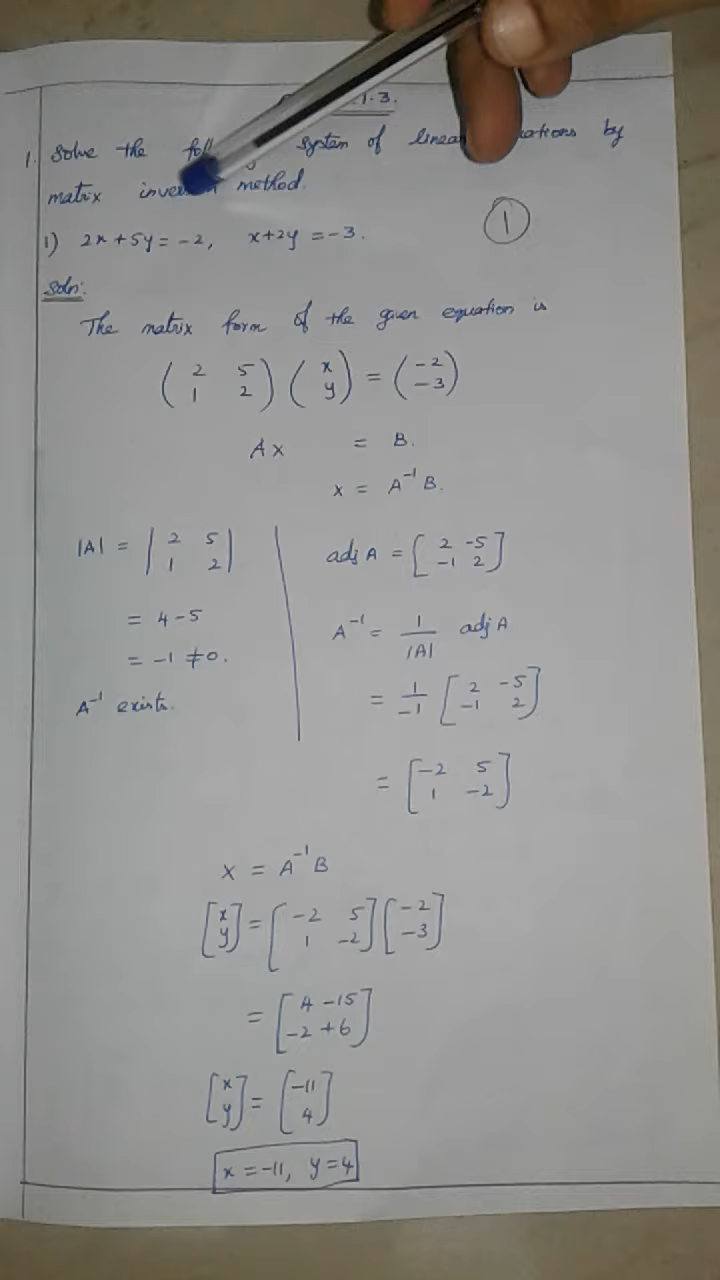 1.3.
1. Solve the system of linear by
matrix method.
1) 2x+5y=-2, x+2y=-3.
1
Soln:
The matrix form of the given equation is
(2 5
1 2) (x
y) = (-2
-3)
AX = B.
X = A⁻¹B.
|A| = |2 5
1 2|
= 4-5
= -1 ≠0.
A⁻¹ exists.
adj A = [2 -5
-1 2]
A⁻¹ = 1/|A| adj A
= 1/-1 [2 -5
-1 2]
= [-2 5
1 -2]
X = A⁻¹B
[x
y] = [-2 5
1 -2] [-2
-3]
= [4 -15
-2 +6]
[x
y] = [-11
4]
x = -11, y=4